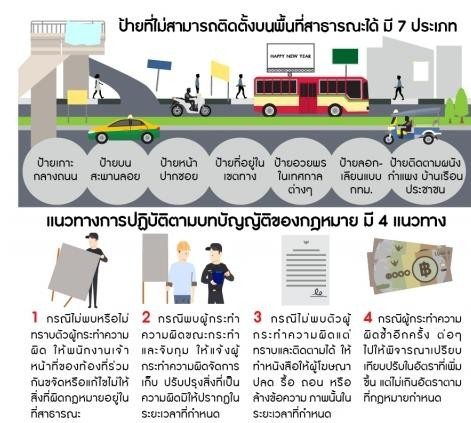 ป้ายที่ไม่สามารถติดตั้งบนพื้นที่สาธารณะได้ มี 7 ประเภท
HAPPY NEW YEAR
ป้ายเกาะ
กลางถนน
ป้ายบน
สะพานลอย
ป้ายหน้า
ปากซอย
ป้ายที่อยู่ใน
เขตทาง
ป้ายอวยพร
ในเทศกาล
ต่างๆ
ป้ายลอก-
เลียนแบบ
กทม.
ป้ายติดตามผนัง
กำแพง บ้านเรือน
ประชาชน
แนวทางการปฏิบัติตามบทบัญญัติของกฎหมาย มี 4 แนวทาง
1 กรณีไม่พบหรือไม่
ทราบตัวผู้กระทำความ
ผิด ให้พนักงานเจ้า
หน้าที่ของท้องที่ร่วม
กันขจัดหรือแก้ไขไม่ให้
สิ่งที่ผิดกฎหมายอยู่ใน
ที่สาธารณะ
2 กรณีพบผู้กระทำ
ความผิดขณะกระทำ
และจับกุม ให้แจ้งผู้
กระทำความผิดจัดการ
เก็บ ปรับปรุงสิ่งที่เป็น
ความผิดมิให้ปรากฏใน
ระยะเวลาที่กำหนด
3 กรณีไม่พบตัวผู้
กระทำความผิดแต่
ทราบและติดตามได้ ให้
ทำหนังสือให้ผู้โฆษณา
ปลด รื้อ ถอน หรือ
ล้างข้อความ ภาพนั้นใน
ระยะเวลาที่กำหนด
4 กรณีผู้กระทำความ
ผิดซ้ำอีกครั้ง ต่อๆ
ไปให้พิจารณาเปรียบ
เทียบปรับในอัตราที่เพิ่ม
ขึ้น แต่ไม่เกินอัตราตาม
ที่กฎหมายกำหนด